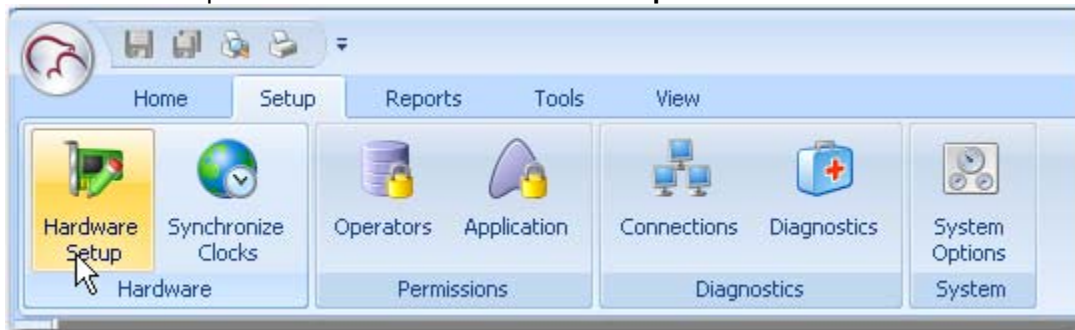 Home Setup Reports Tools View
Hardware Setup
Synchronize Clocks
Operators
Application
Connections
Diagnostics
System Options
Hardware
Permissions
Diagnostics
System